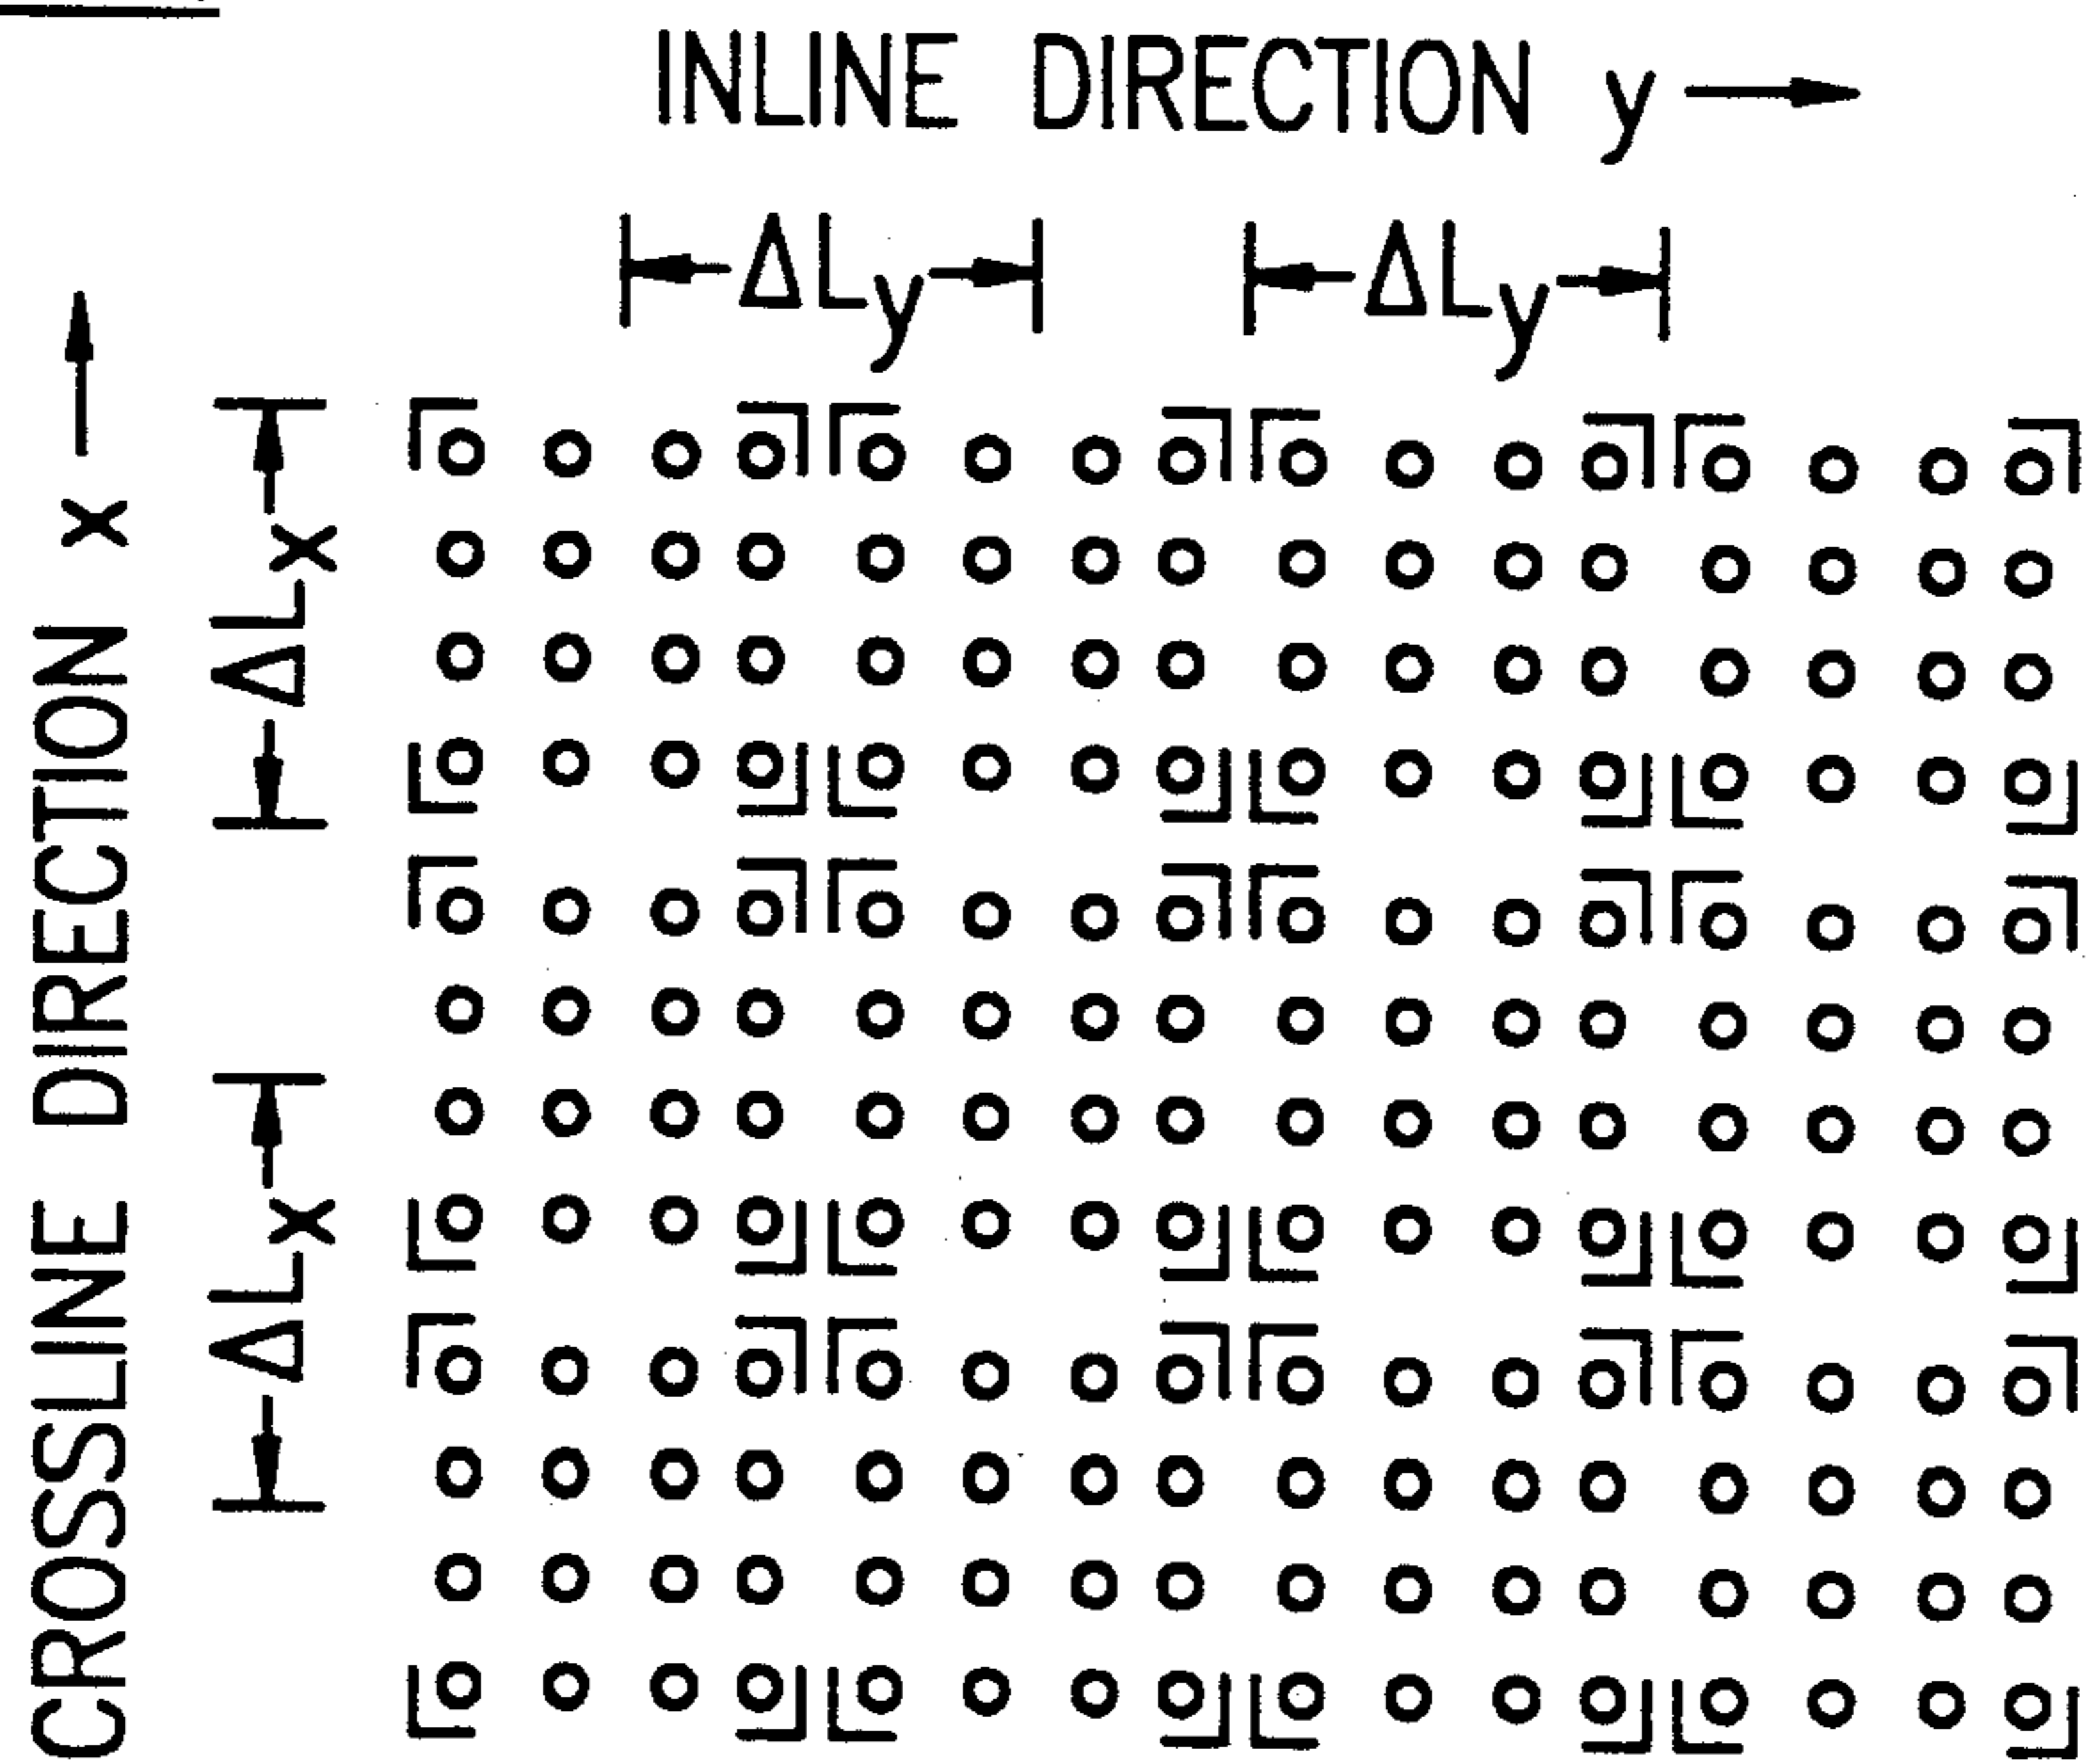 INLINE DIRECTION y
ΔLy ΔLy
CROSSLINE DIRECTION x
ΔLx
ΔLx